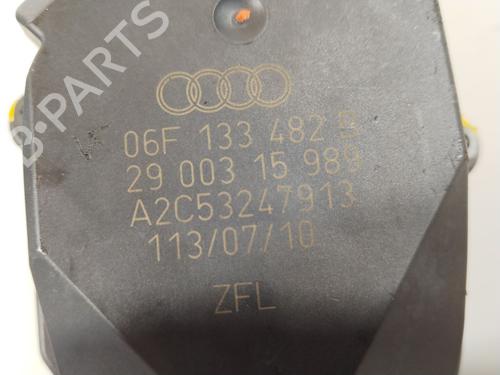 B-PARTS
06F 133 482 B
29 003 15 989
A2C53247913
113/07/10
ZFL